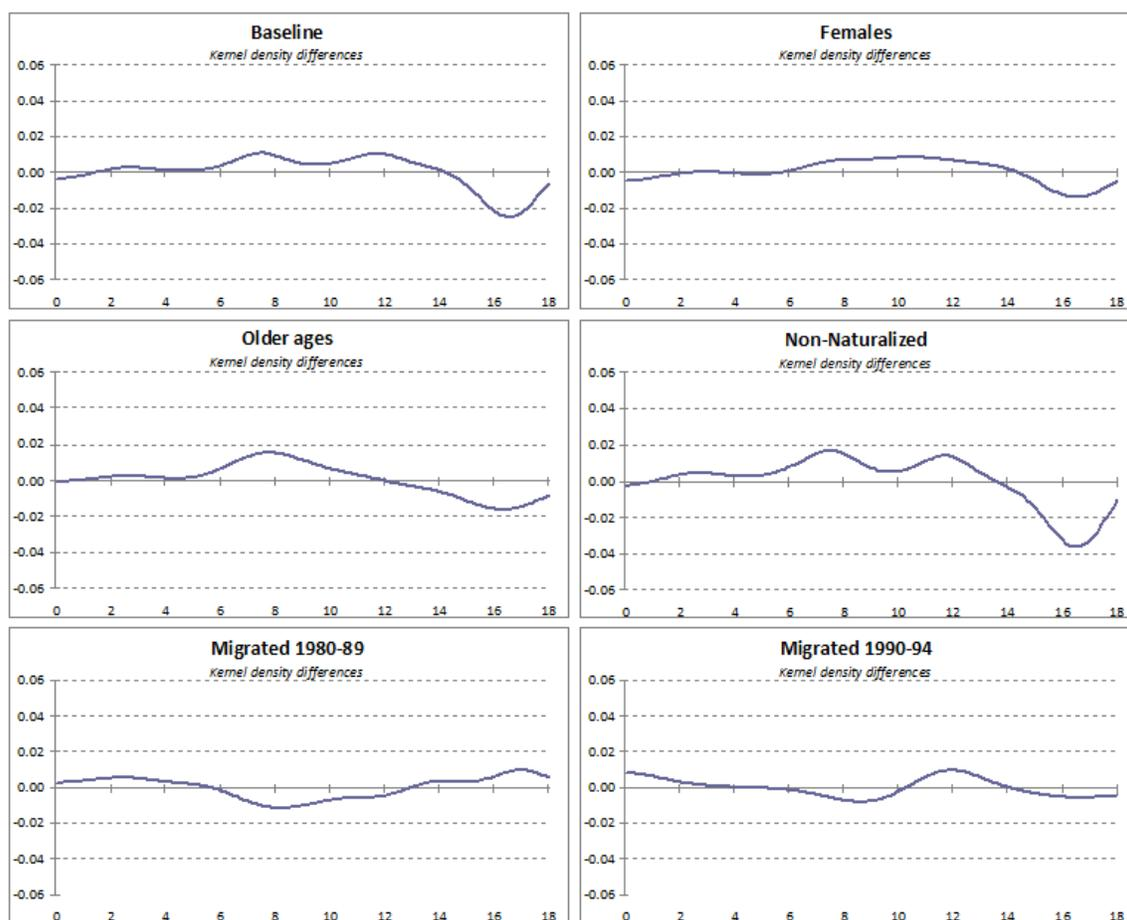 Baseline
Kernel density differences
0.06
0.04
0.02
0.00
-0.02
-0.04
-0.06
0 2 4 6 8 10 12 14 16 18
Females
Kernel density differences
0.06
0.04
0.02
0.00
-0.02
-0.04
-0.06
0 2 4 6 8 10 12 14 16 18
Older ages
Kernel density differences
0.06
0.04
0.02
0.00
-0.02
-0.04
-0.06
0 2 4 6 8 10 12 14 16 18
Non-Naturalized
Kernel density differences
0.06
0.04
0.02
0.00
-0.02
-0.04
-0.06
0 2 4 6 8 10 12 14 16 18
Migrated 1980-89
Kernel density differences
0.06
0.04
0.02
0.00
-0.02
-0.04
-0.06
0 2 4 6 8 10 12 14 16 18
Migrated 1990-94
Kernel density differences
0.06
0.04
0.02
0.00
-0.02
-0.04
-0.06
0 2 4 6 8 10 12 14 16 18